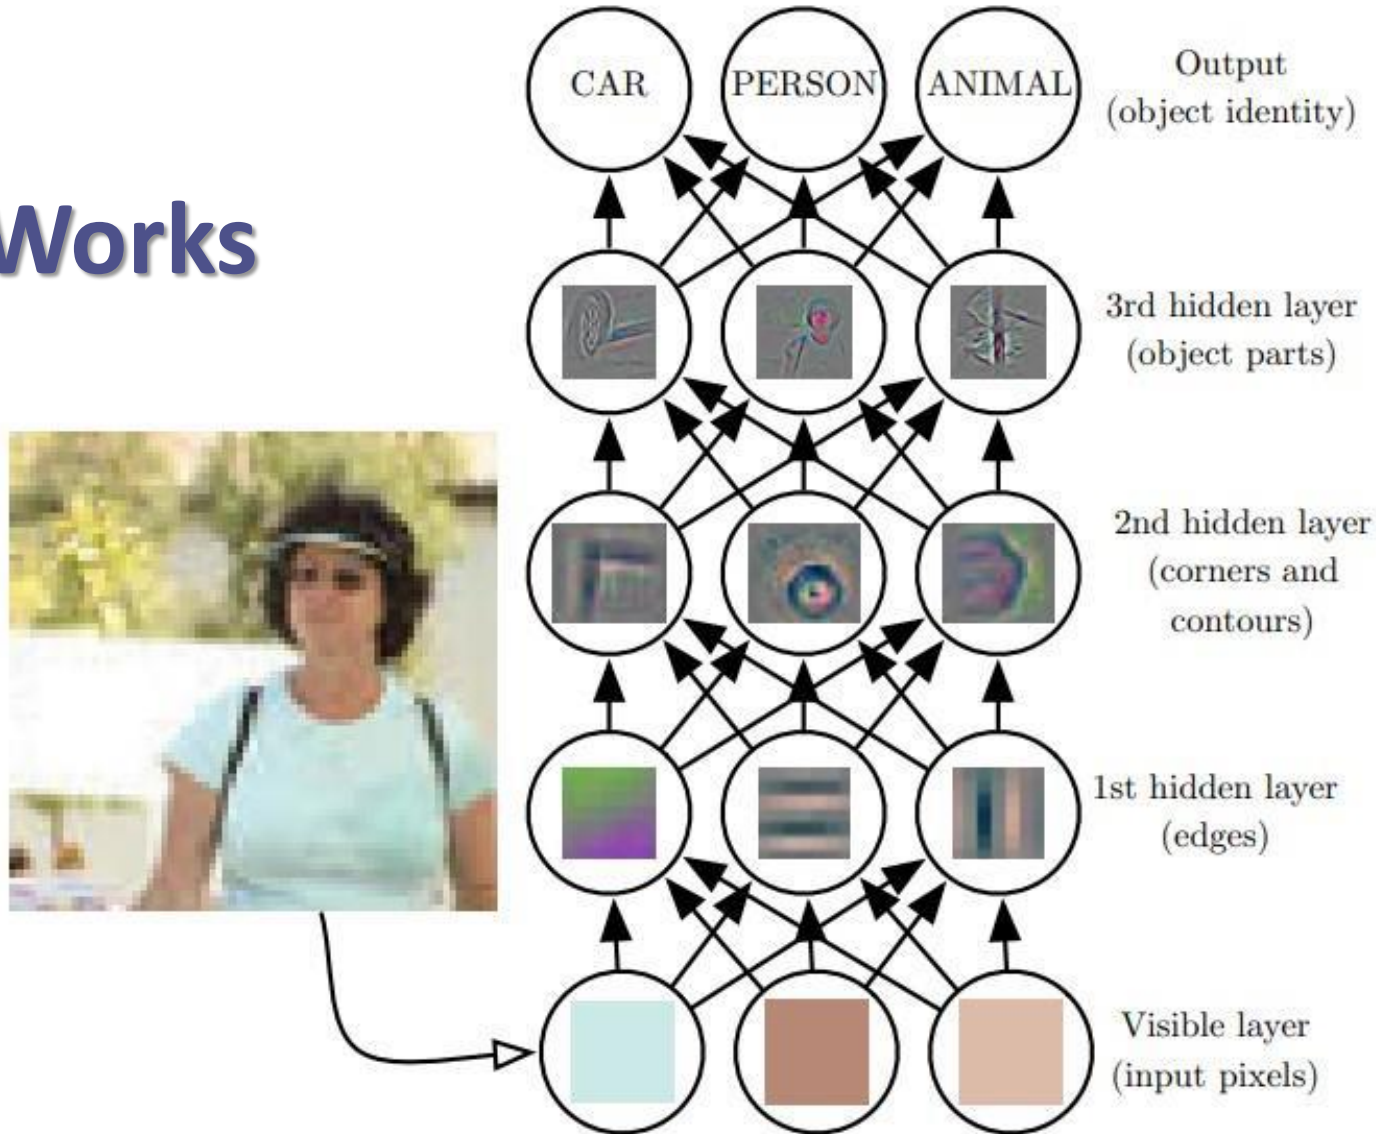 CAR
PERSON
ANIMAL
Output
(object identity)
Works
3rd hidden layer
(object parts)
2nd hidden layer
(corners and
contours)
1st hidden layer
(edges)
Visible layer
(input pixels)